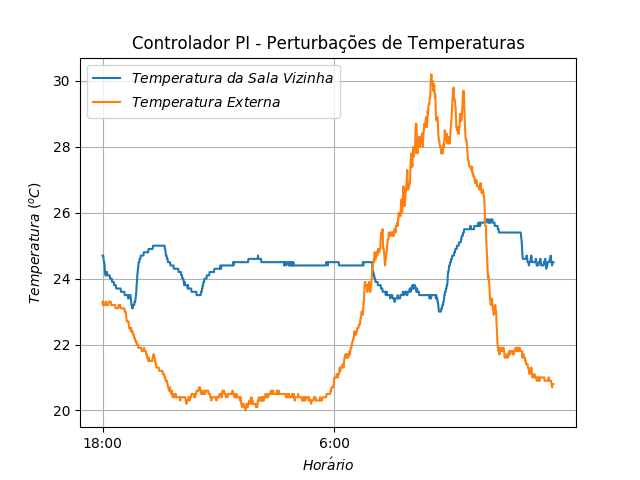 Controlador PI - Perturbações de Temperaturas
Temperatura da Sala Vizinha
Temperatura Externa
30
28
26
24
22
20
Temperatura (°C)
18:00
6:00
Horário